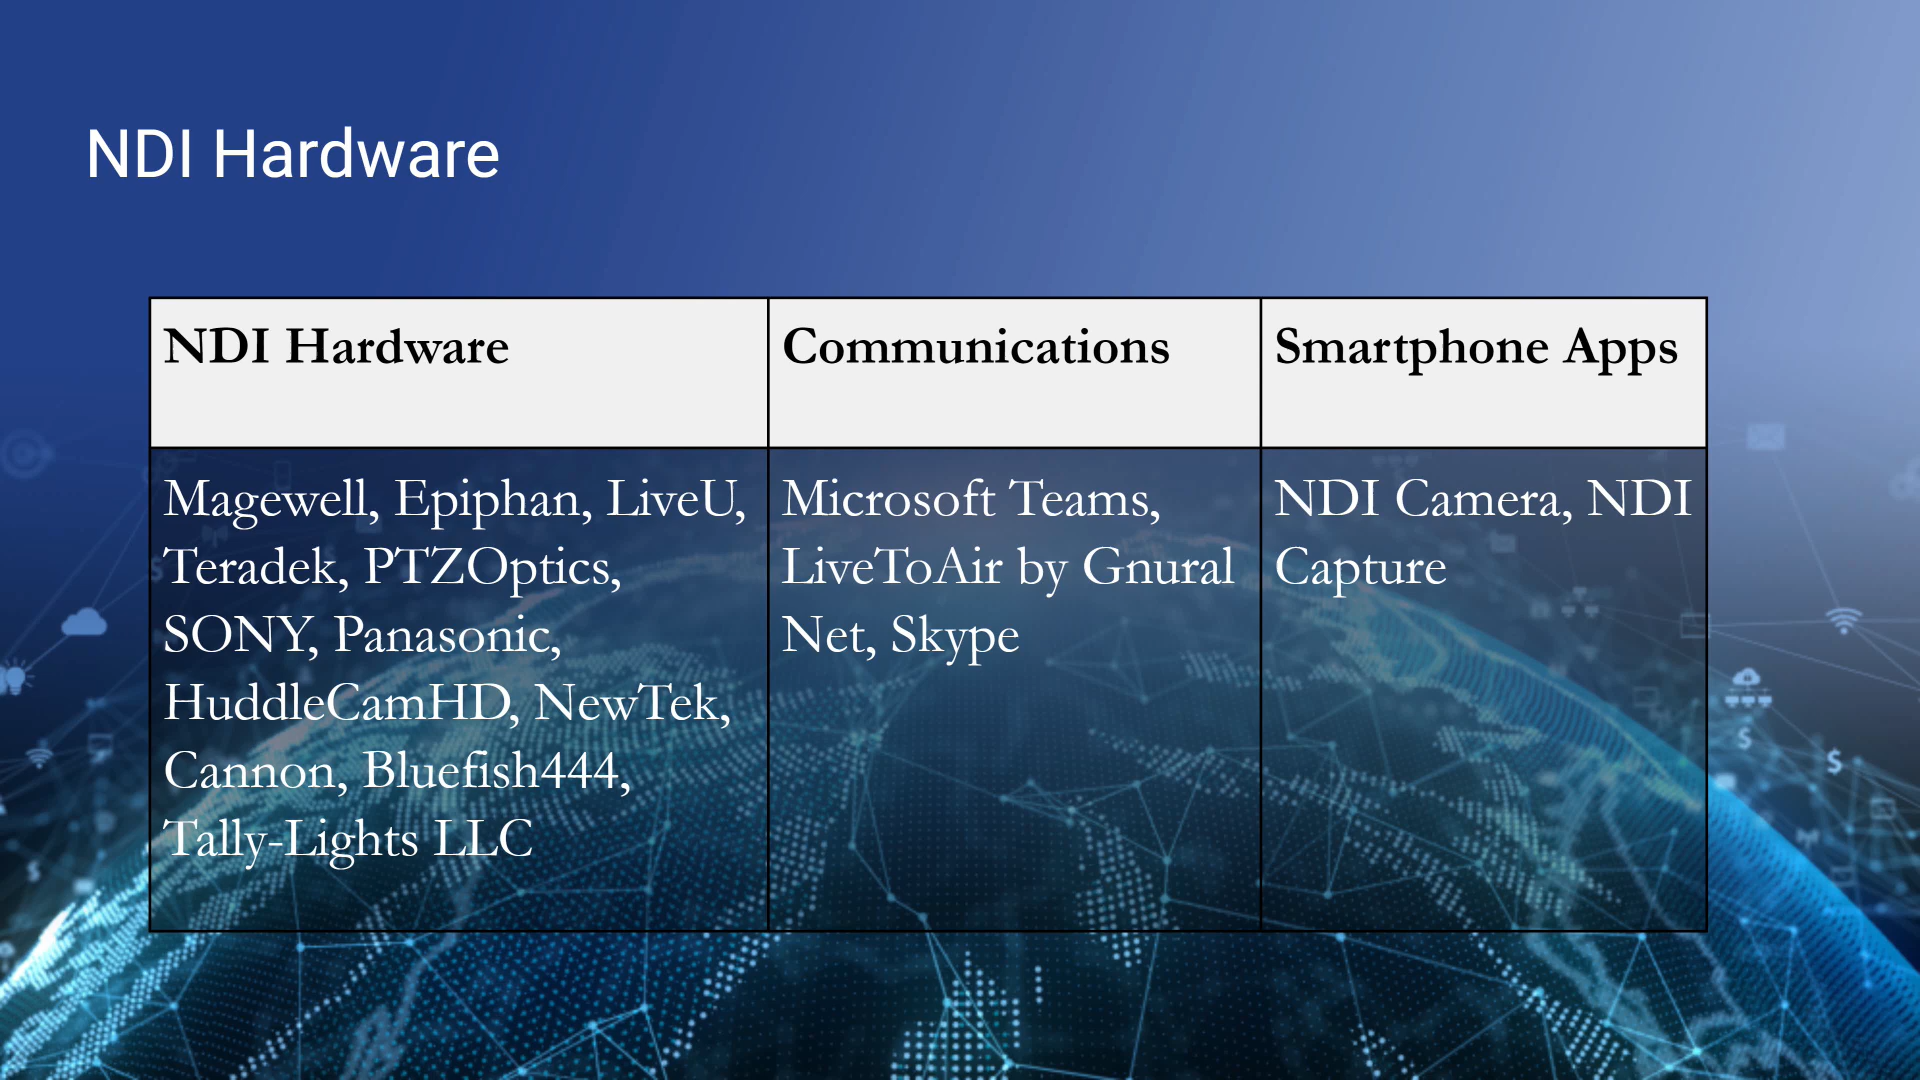 NDI Hardware
NDI Hardware
Communications
Smartphone Apps
Magewell, Epiphan, LiveU,
Teradek, PTZOptics,
SONY, Panasonic,
HuddleCamHD, NewTek,
Cannon, Bluefish444,
Tally-Lights LLC
Microsoft Teams,
LiveToAir by Gnural
Net, Skype
NDI Camera, NDI
Capture